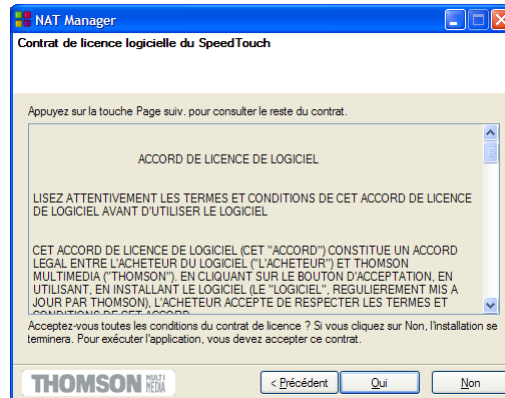 NAT Manager
Contrat de licence logicielle du SpeedTouch
Appuyez sur la touche Page suiv. pour consulter le reste du contrat.
ACCORD DE LICENCE DE LOGICIEL
LISEZ ATTENTIVEMENT LES TERMES ET CONDITIONS DE CET ACCORD DE LICENCE
DE LOGICIEL AVANT D'UTILISER LE LOGICIEL
CET ACCORD DE LICENCE DE LOGICIEL (CET "ACCORD") CONSTITUE UN ACCORD
LEGAL ENTRE L'ACHETEUR DU LOGICIEL ("L'ACHETEUR") ET THOMSON
MULTIMEDIA ("THOMSON"). EN CLIQUANT SUR LE BOUTON D'ACCEPTATION, EN
UTILISANT, EN INSTALLANT LE LOGICIEL (LE "LOGICIEL", REGULIEREMENT MIS A
JOUR PAR THOMSON), L'ACHETEUR ACCEPTE DE RESPECTER LES TERMES ET
CONDITIONS DE CET ACCORD
Acceptez-vous toutes les conditions du contrat de licence ? Si vous cliquez sur Non, l'installation se
terminera. Pour exécuter l'application, vous devez accepter ce contrat.
THOMSON MULTI MEDIA
< Précédent Oui Non